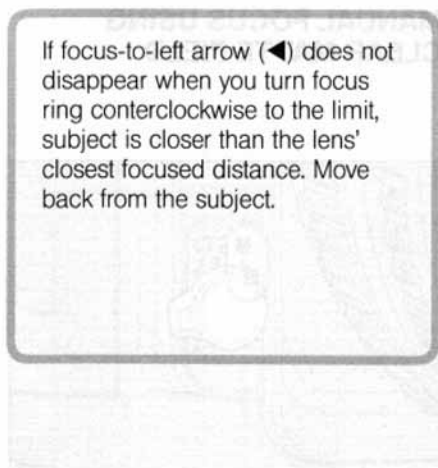 If focus-to-left arrow (◀) does not
disappear when you turn focus
ring conterclockwise to the limit,
subject is closer than the lens'
closest focused distance. Move
back from the subject.